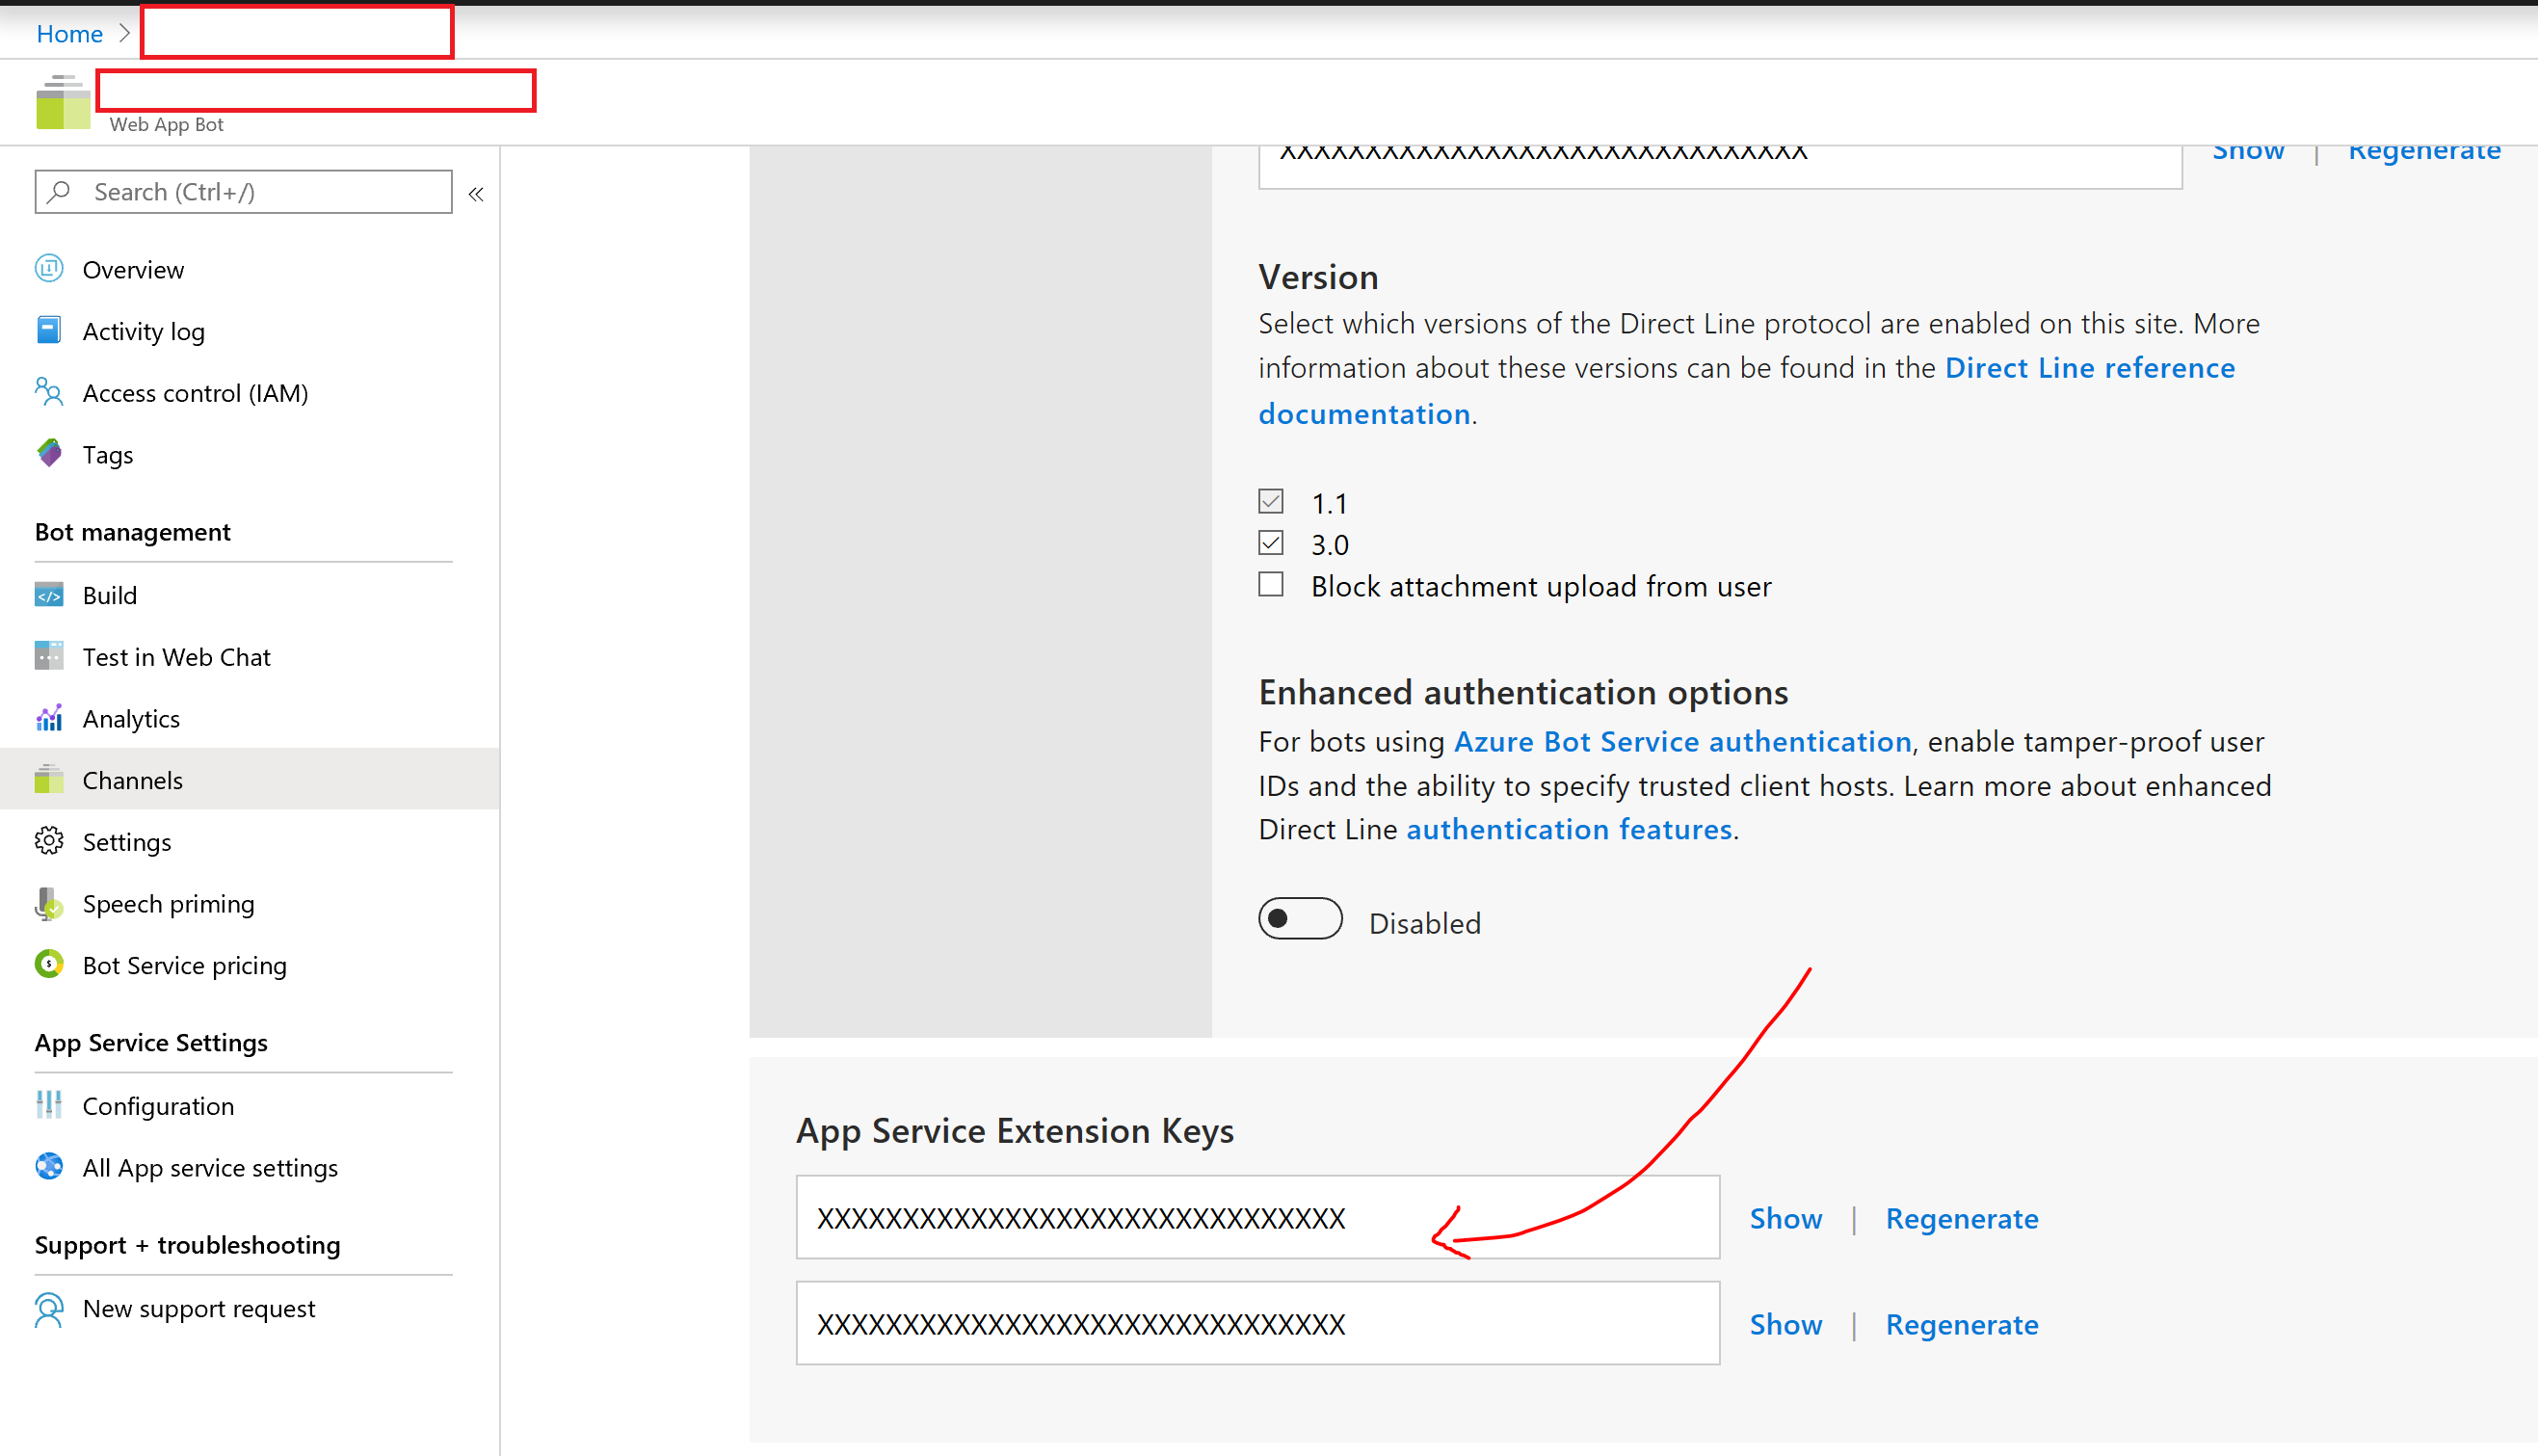 Home
Web App Bot
Search (Ctrl+/)
Overview
Activity log
Access control (IAM)
Tags
Bot management
Build
Test in Web Chat
Analytics
Channels
Settings
Speech priming
Bot Service pricing
App Service Settings
Configuration
All App service settings
Support + troubleshooting
New support request
XXXXXXXXXXXXXXXXXXXXXXXXXXXXXXX Show | Regenerate
Version
Select which versions of the Direct Line protocol are enabled on this site. More
information about these versions can be found in the Direct Line reference
documentation.
1.1
3.0
Block attachment upload from user
Enhanced authentication options
For bots using Azure Bot Service authentication, enable tamper-proof user
IDs and the ability to specify trusted client hosts. Learn more about enhanced
Direct Line authentication features.
Disabled
App Service Extension Keys
XXXXXXXXXXXXXXXXXXXXXXXXXXXXXXX Show | Regenerate
XXXXXXXXXXXXXXXXXXXXXXXXXXXXXXX Show | Regenerate